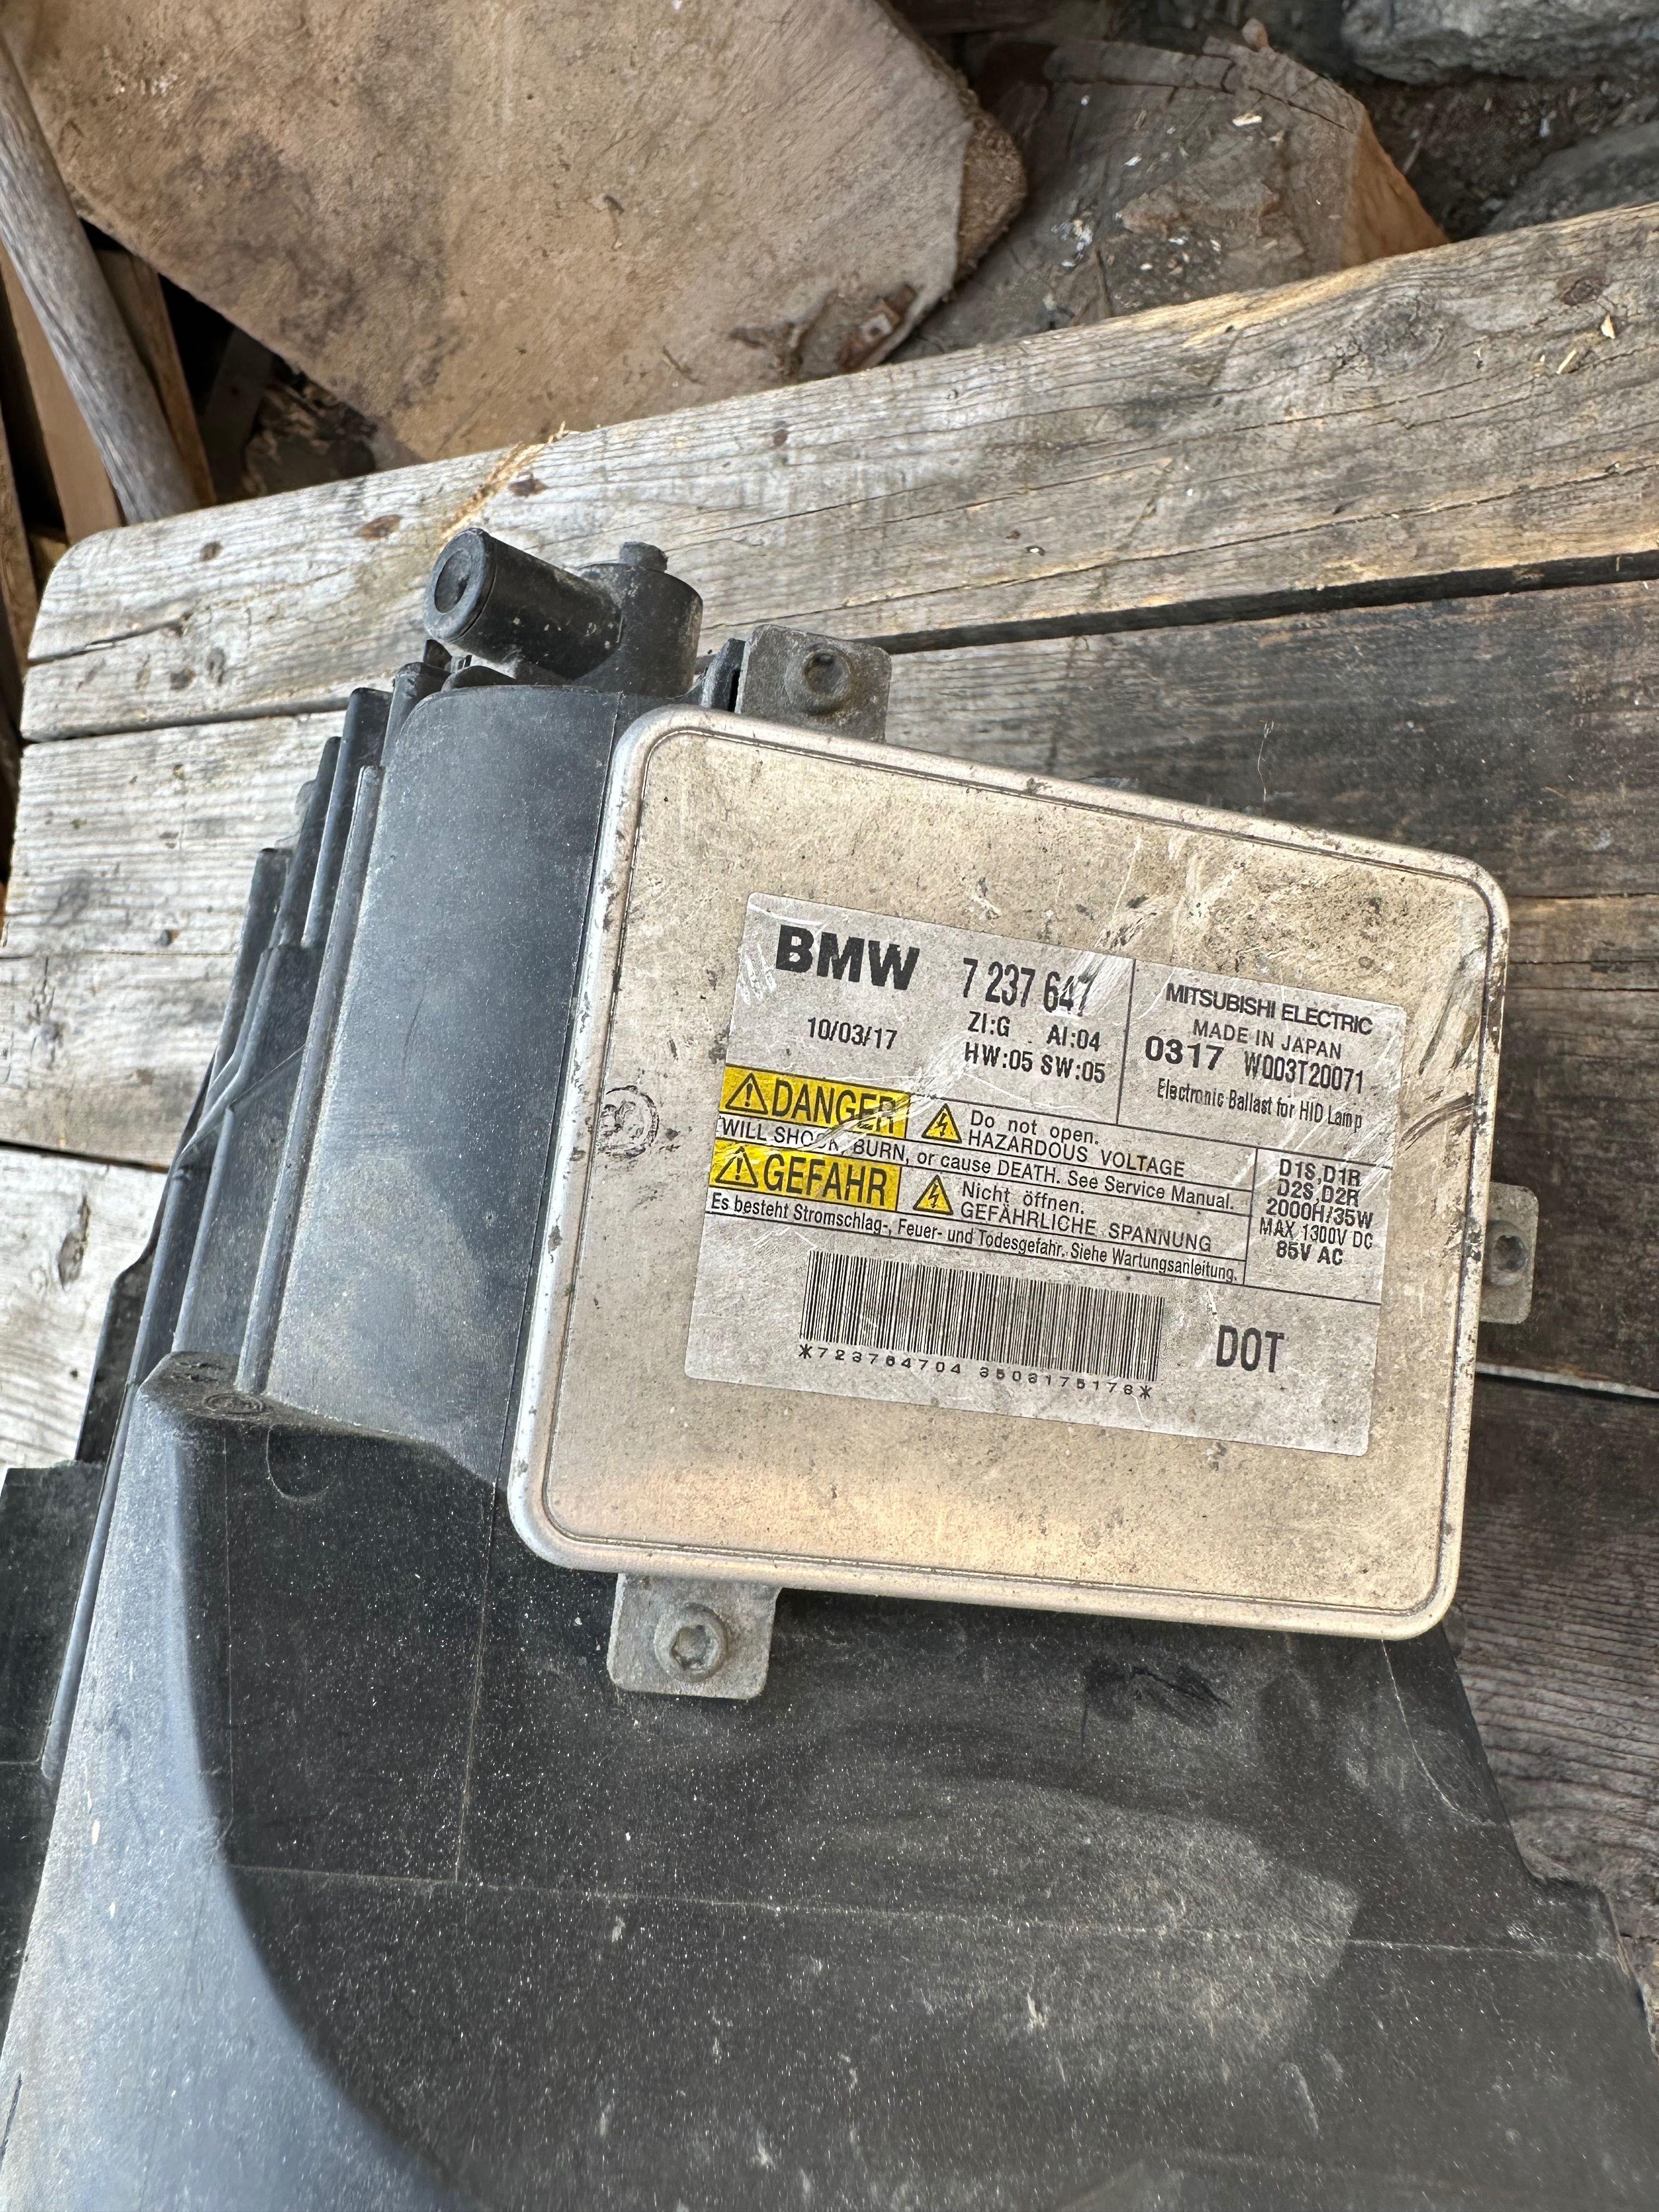 BMW 7 237 647
10/03/17 ZI:G AI:04
HW:05 SW:05
MITSUBISHI ELECTRIC
MADE IN JAPAN
0317 W003T20071
Electronic Ballast for HID Lamp
DANGER Do not open.
HAZARDOUS VOLTAGE
WILL SHOCK, BURN, or cause DEATH. See Service Manual.
GEFAHR Nicht öffnen.
GEFÄHRLICHE SPANNUNG
Es besteht Stromschlag-, Feuer- und Todesgefahr. Siehe Wartungsanleitung.
D1S,D1R
D2S,D2R
2000H/35W
MAX 1300V DC
85V AC
*723764704 3503175178*
DOT